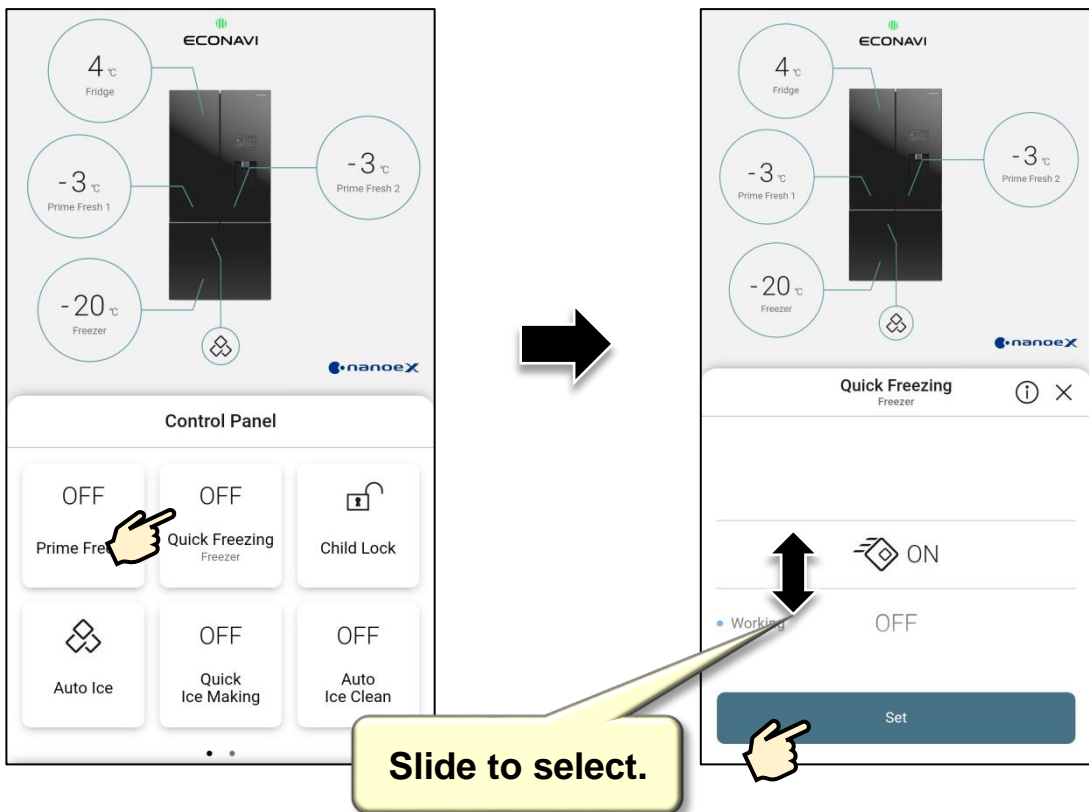 ECONAVI
4 ℃
Fridge
-3 ℃
Prime Fresh 1
-3 ℃
Prime Fresh 2
-20 ℃
Freezer
nanoeX
Control Panel
OFF
Prime Fre
OFF
Quick Freezing
Freezer
Child Lock
Auto Ice
OFF
Quick
Ice Making
OFF
Auto
Ice Clean
ECONAVI
4 ℃
Fridge
-3 ℃
Prime Fresh 1
-3 ℃
Prime Fresh 2
-20 ℃
Freezer
nanoeX
Quick Freezing
Freezer
ON
Working
OFF
Set
Slide to select.